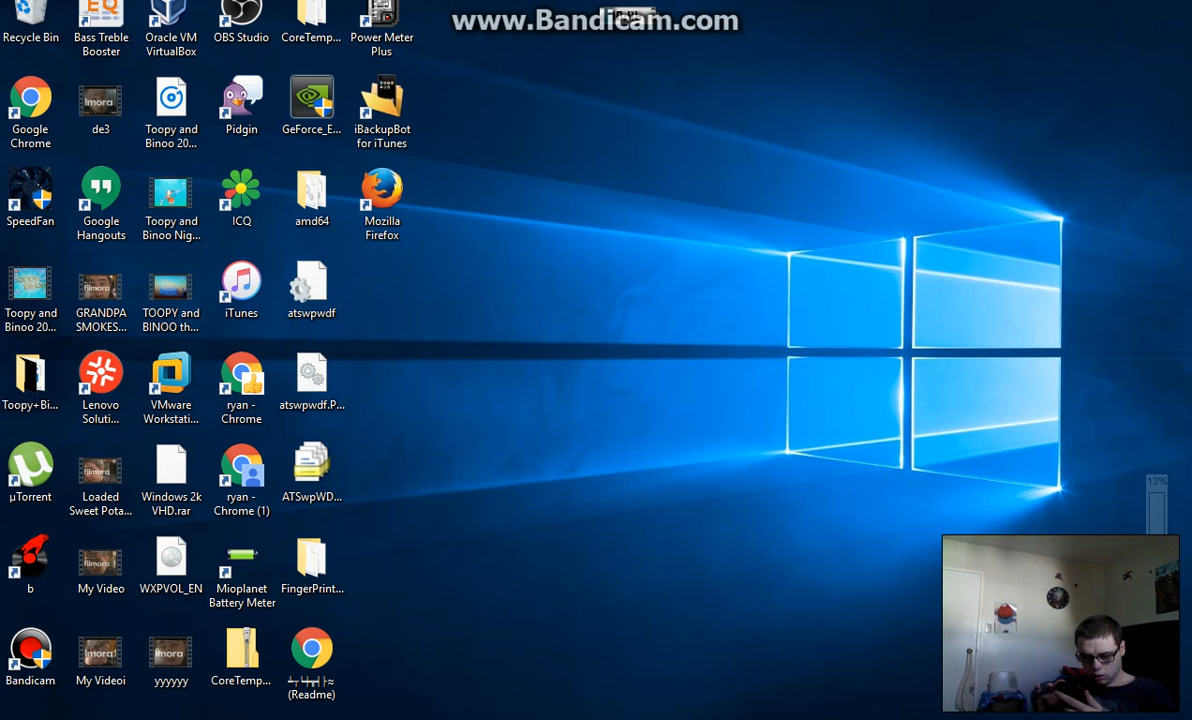 www.Bandicam.com
Recycle Bin
Bass Treble
Booster
Oracle VM
VirtualBox
OBS Studio
CoreTemp...
Power Meter
Plus
Google
Chrome
de3
Toopy and
Binoo 20...
Pidgin
GeForce_E...
iBackupBot
for iTunes
SpeedFan
Google
Hangouts
Toopy and
Binoo Nig...
ICQ
amd64
Mozilla
Firefox
Toopy and
Binoo 20...
GRANDPA
SMOKES...
TOOPY and
BINOO th...
iTunes
atswpwdf
Toopy+Bi...
Lenovo
Soluti...
VMware
Workstati...
ryan -
Chrome
atswpwdf.P...
µTorrent
Loaded
Sweet Pota...
Windows 2k
VHD.rar
ryan -
Chrome (1)
ATSwpWD...
b
My Video
WXPVOL_EN
Mioplanet
Battery Meter
FingerPrint...
Bandicam
My Videoi
yyyyyy
CoreTemp...
(Readme)
13%